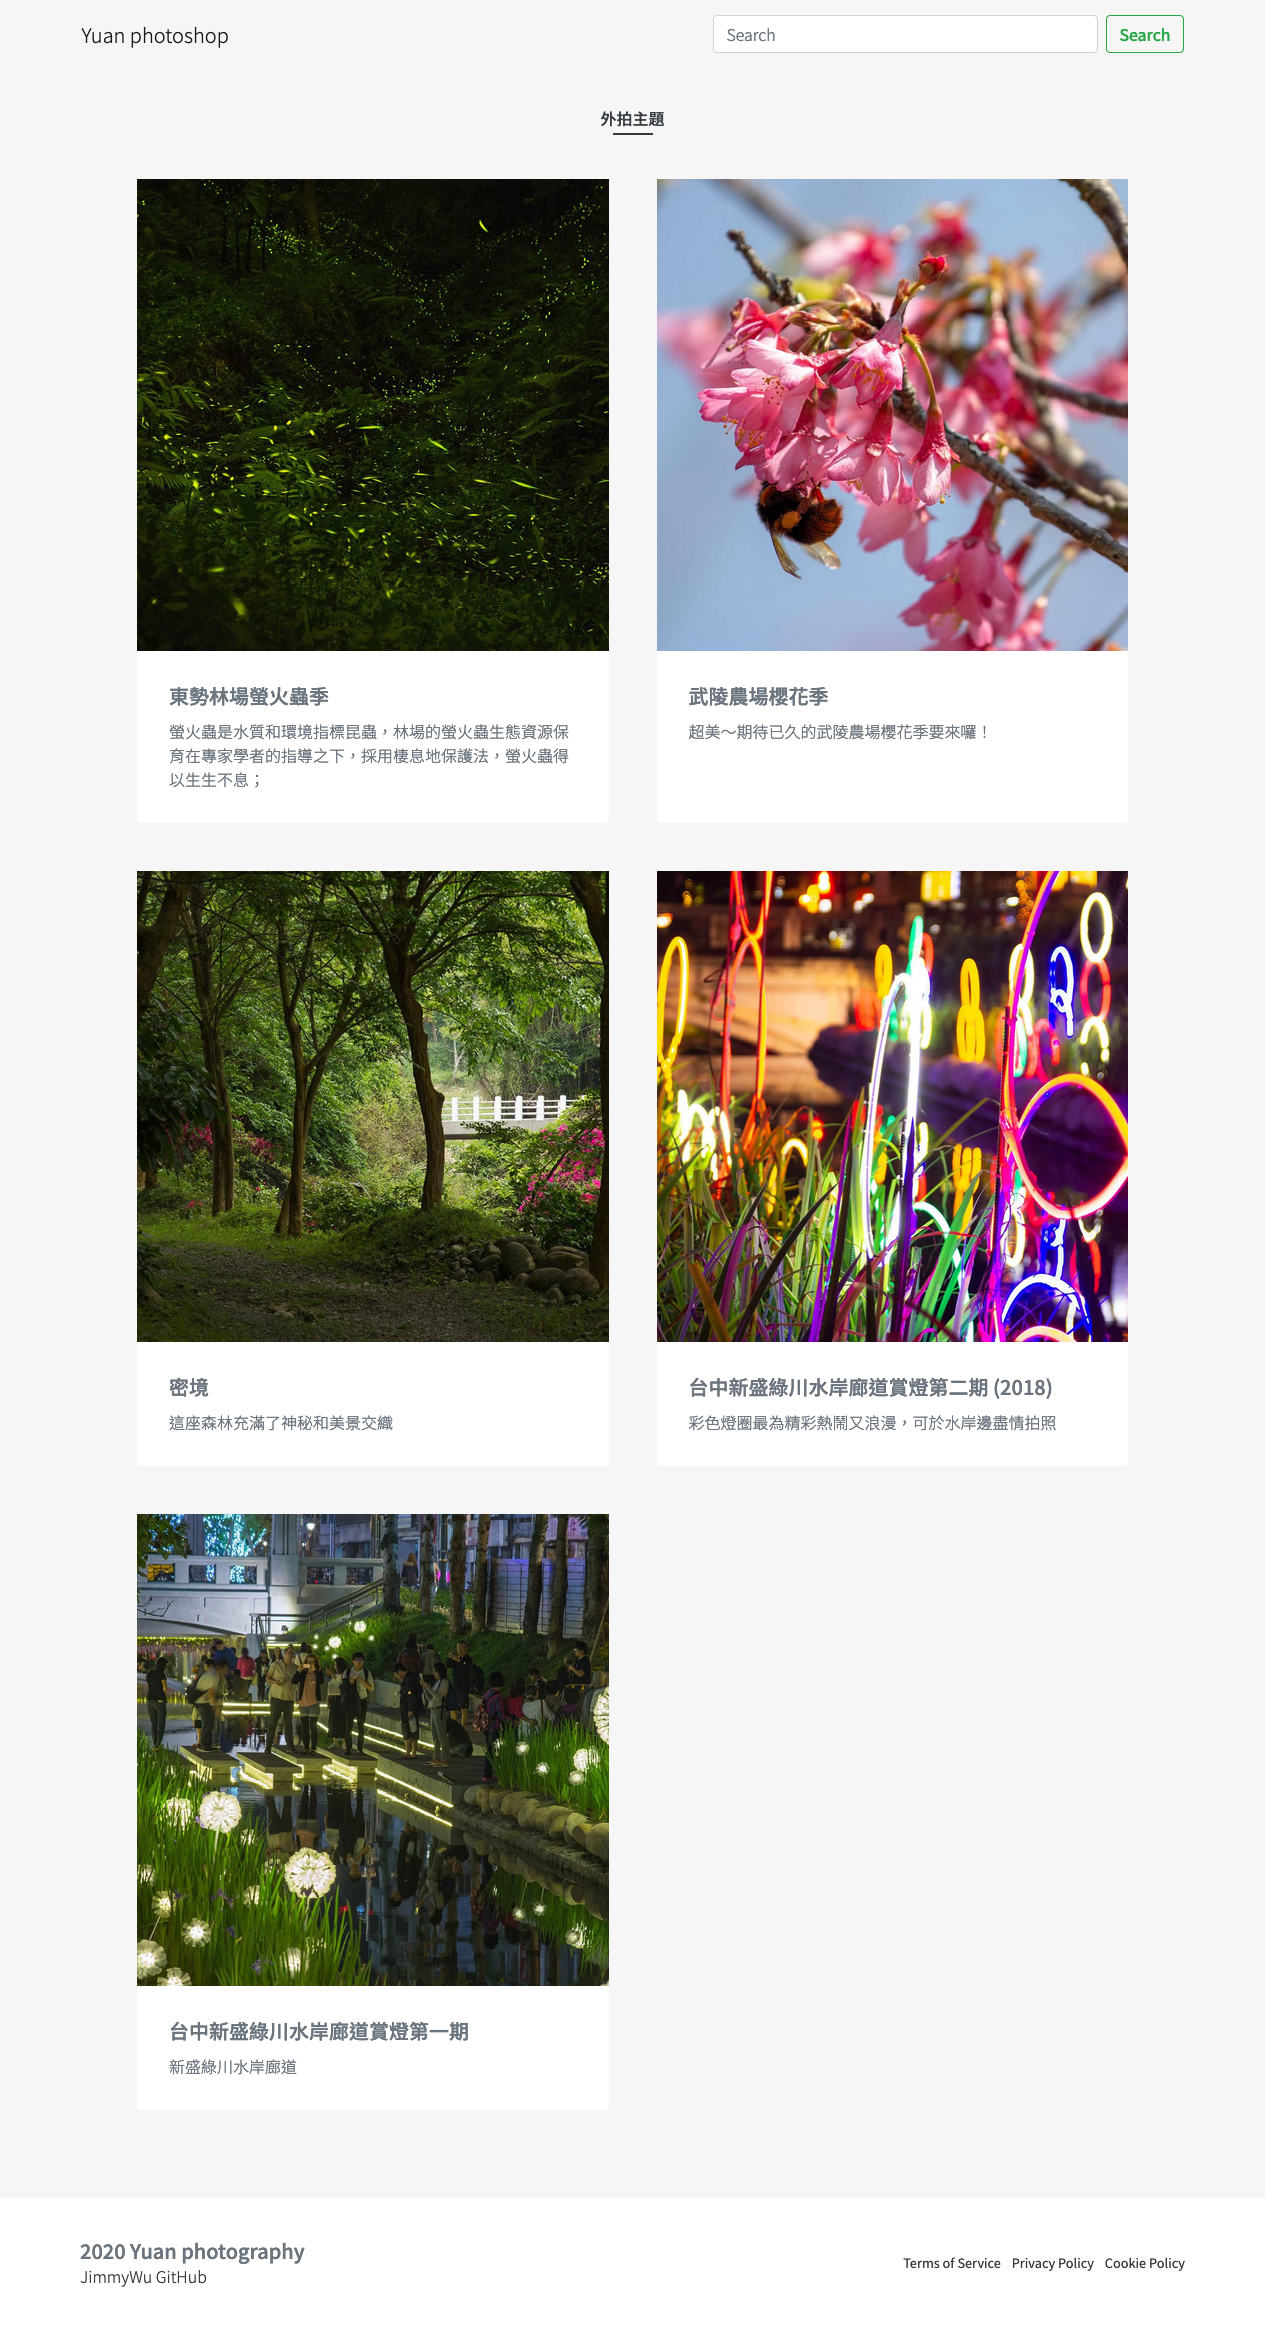 Yuan photoshop
Search
Search
外拍主題
東勢林場螢火蟲季
螢火蟲是水質和環境指標昆蟲，林場的螢火蟲生態資源保
育在專家學者的指導之下，採用棲息地保護法，螢火蟲得
以生生不息；
武陵農場櫻花季
超美～期待已久的武陵農場櫻花季要來囉！
密境
這座森林充滿了神秘和美景交織
台中新盛綠川水岸廊道賞燈第二期 (2018)
彩色燈圈最為精彩熱鬧又浪漫，可於水岸邊盡情拍照
台中新盛綠川水岸廊道賞燈第一期
新盛綠川水岸廊道
2020 Yuan photography
JimmyWu GitHub
Terms of Service
Privacy Policy
Cookie Policy